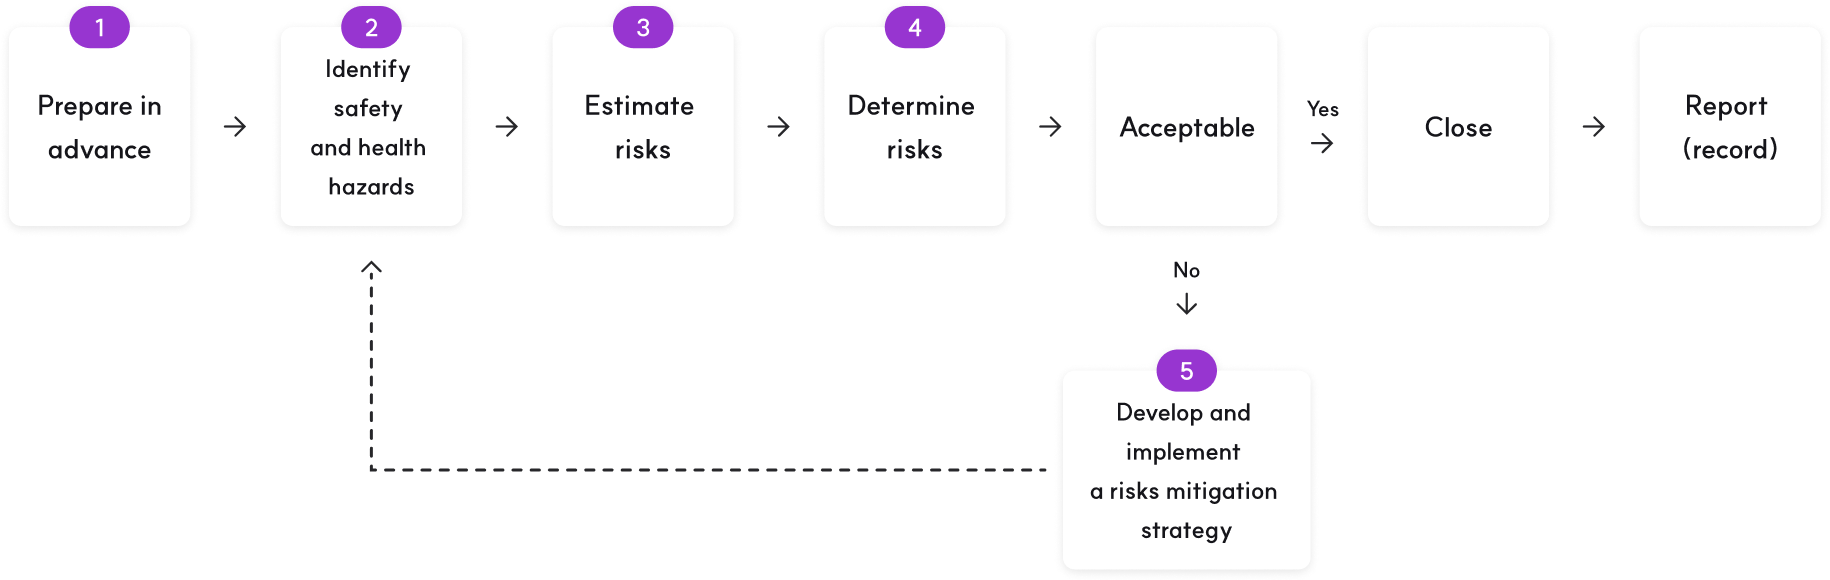 1
Prepare in
advance
2
Identify
safety
and health
hazards
3
Estimate
risks
4
Determine
risks
Acceptable
Yes
Close
Report
(record)
No
5
Develop and
implement
a risks mitigation
strategy